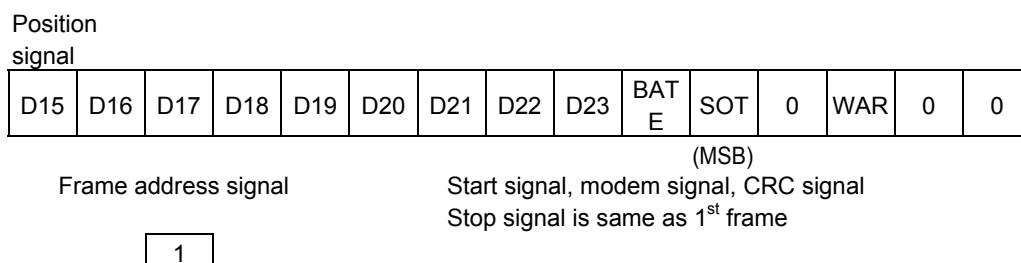 Position
signal
D15 D16 D17 D18 D19 D20 D21 D22 D23 BAT E SOT 0 WAR 0 0
(MSB)
Frame address signal Start signal, modem signal, CRC signal
Stop signal is same as 1st frame
1